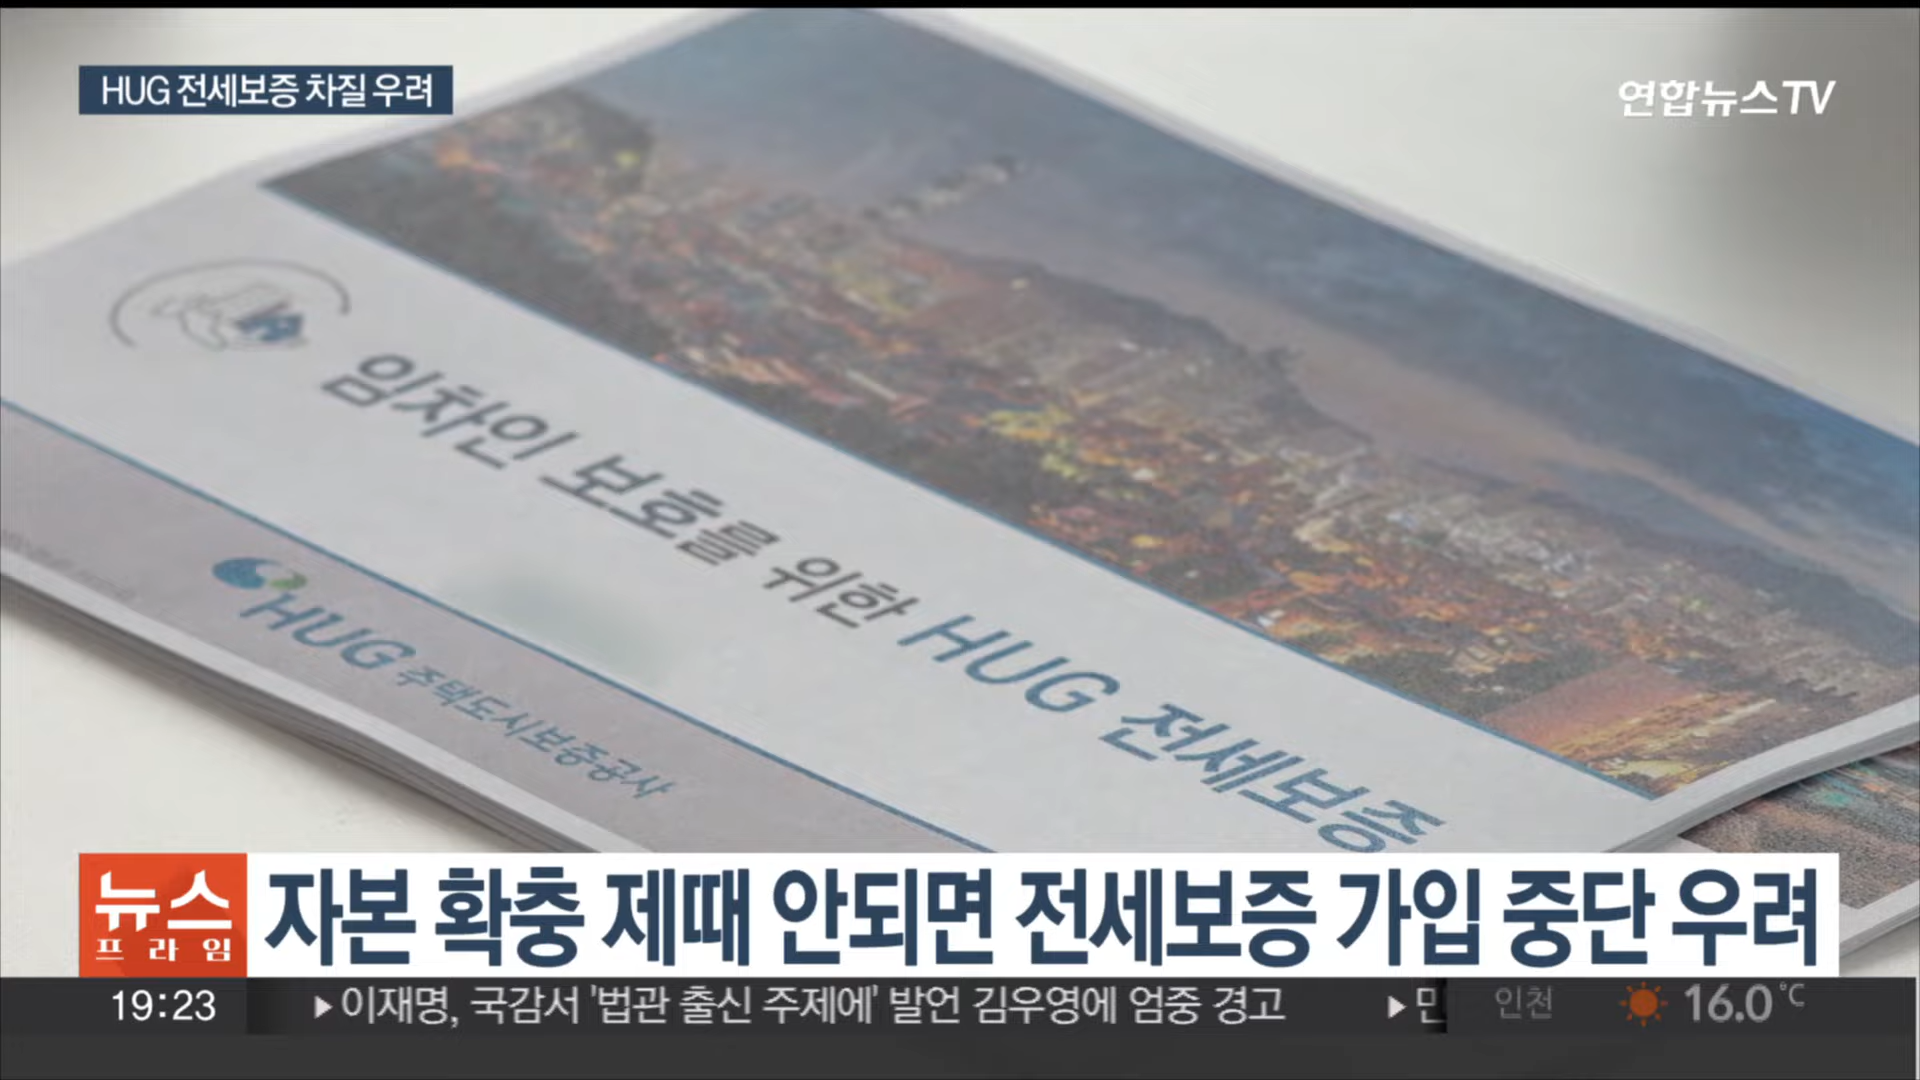 HUG 전세보증 차질 우려
연합뉴스TV
임차인 보호를 위한 HUG 전세보증
HUG 주택도시보증공사
뉴스
프라임
자본 확충 제때 안되면 전세보증 가입 중단 우려
19:23
▶이재명, 국감서 '법관 출신 주제에' 발언 김우영에 엄중 경고
▶
인천
16.0℃